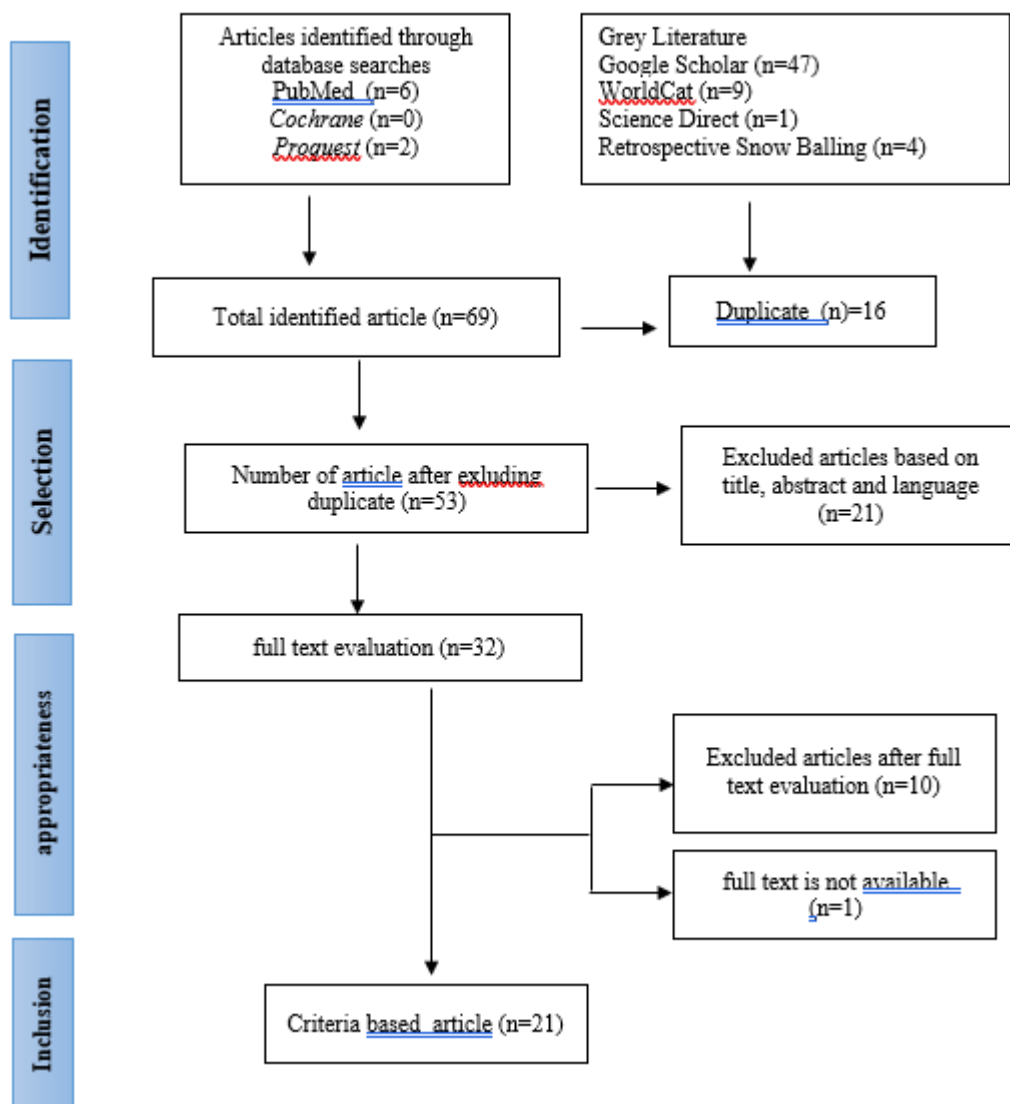 Identification
Articles identified through
database searches
PubMed (n=6)
Cochrane (n=0)
Proquest (n=2)
Grey Literature
Google Scholar (n=47)
WorldCat (n=9)
Science Direct (n=1)
Retrospective Snow Balling (n=4)
Total identified article (n=69)
Duplicate (n)=16
Selection
Number of article after exluding
duplicate (n=53)
Excluded articles based on
title, abstract and language
(n=21)
full text evaluation (n=32)
appropriateness
Excluded articles after full
text evaluation (n=10)
full text is not available
(n=1)
Inclusion
Criteria based article (n=21)